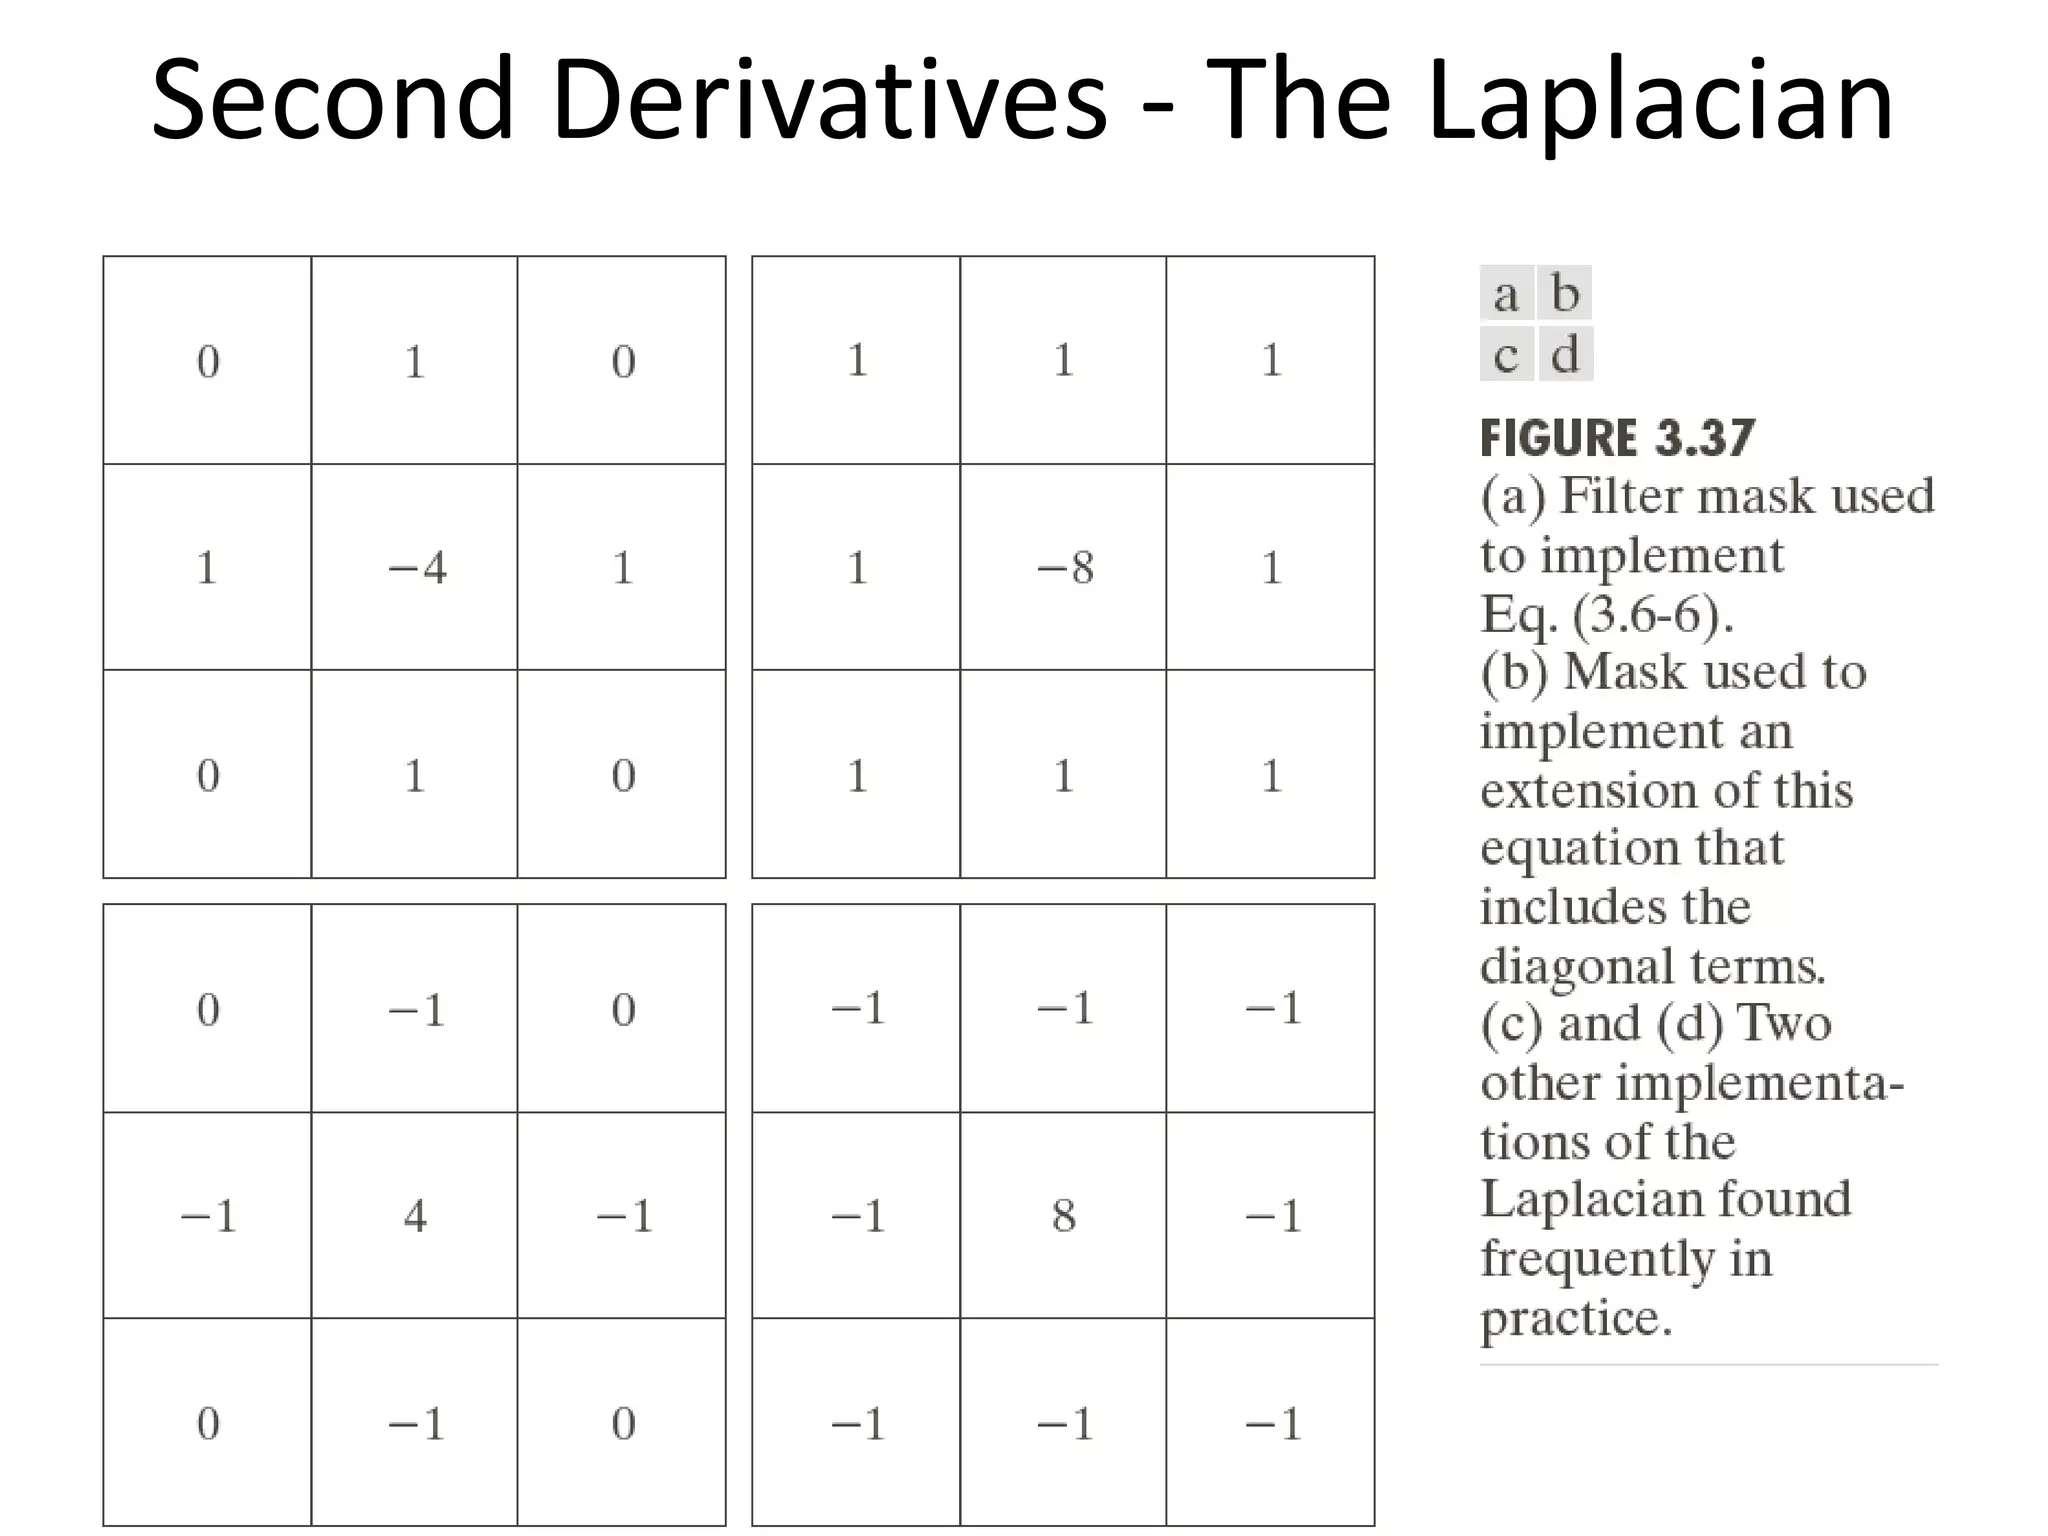 Second Derivatives - The Laplacian
0 1 0
1 −4 1
0 1 0
1 1 1
1 −8 1
1 1 1
0 −1 0
−1 4 −1
0 −1 0
−1 −1 −1
−1 8 −1
−1 −1 −1
a b
c d
FIGURE 3.37
(a) Filter mask used
to implement
Eq. (3.6-6).
(b) Mask used to
implement an
extension of this
equation that
includes the
diagonal terms.
(c) and (d) Two
other implementa-
tions of the
Laplacian found
frequently in
practice.